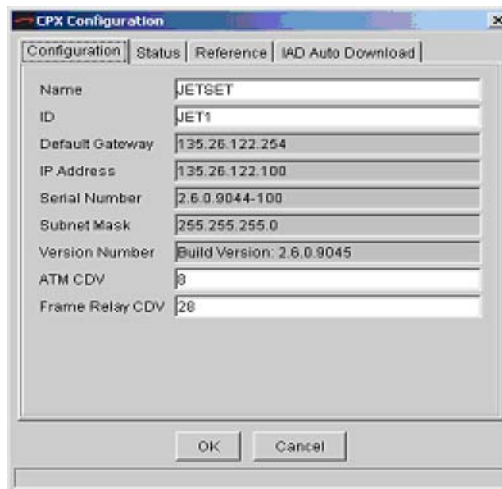 CPX Configuration
Configuration Status Reference IAD Auto Download
Name JETSET
ID JET1
Default Gateway 135.26.122.254
IP Address 135.26.122.100
Serial Number 2.6.0.9044-100
Subnet Mask 255.255.255.0
Version Number Build Version: 2.6.0.9045
ATM CDV 8
Frame Relay CDV 28
OK Cancel